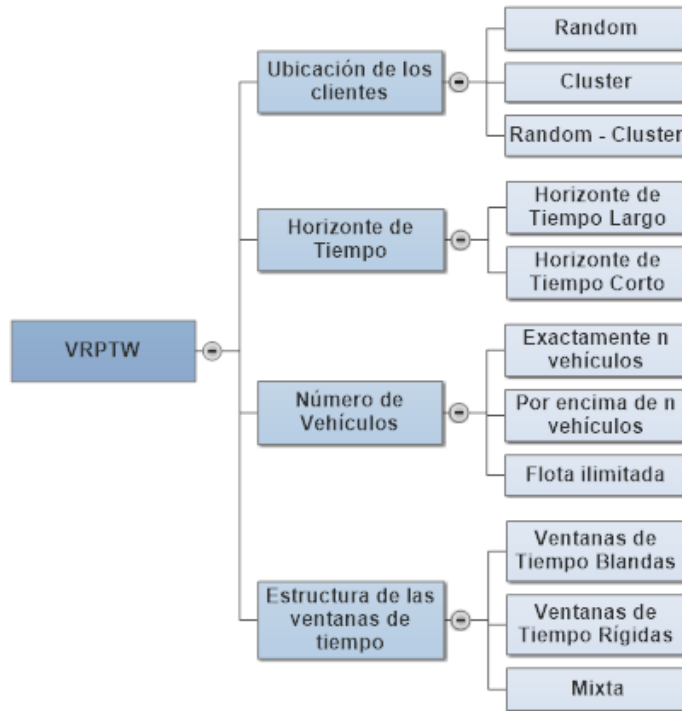 VRPTW
Ubicación de los
clientes
Random
Cluster
Random - Cluster
Horizonte de
Tiempo
Horizonte de
Tiempo Largo
Horizonte de
Tiempo Corto
Número de
Vehículos
Exactamente n
vehículos
Por encima de n
vehículos
Flota ilimitada
Estructura de las
ventanas de
tiempo
Ventanas de
Tiempo Blandas
Ventanas de
Tiempo Rígidas
Mixta